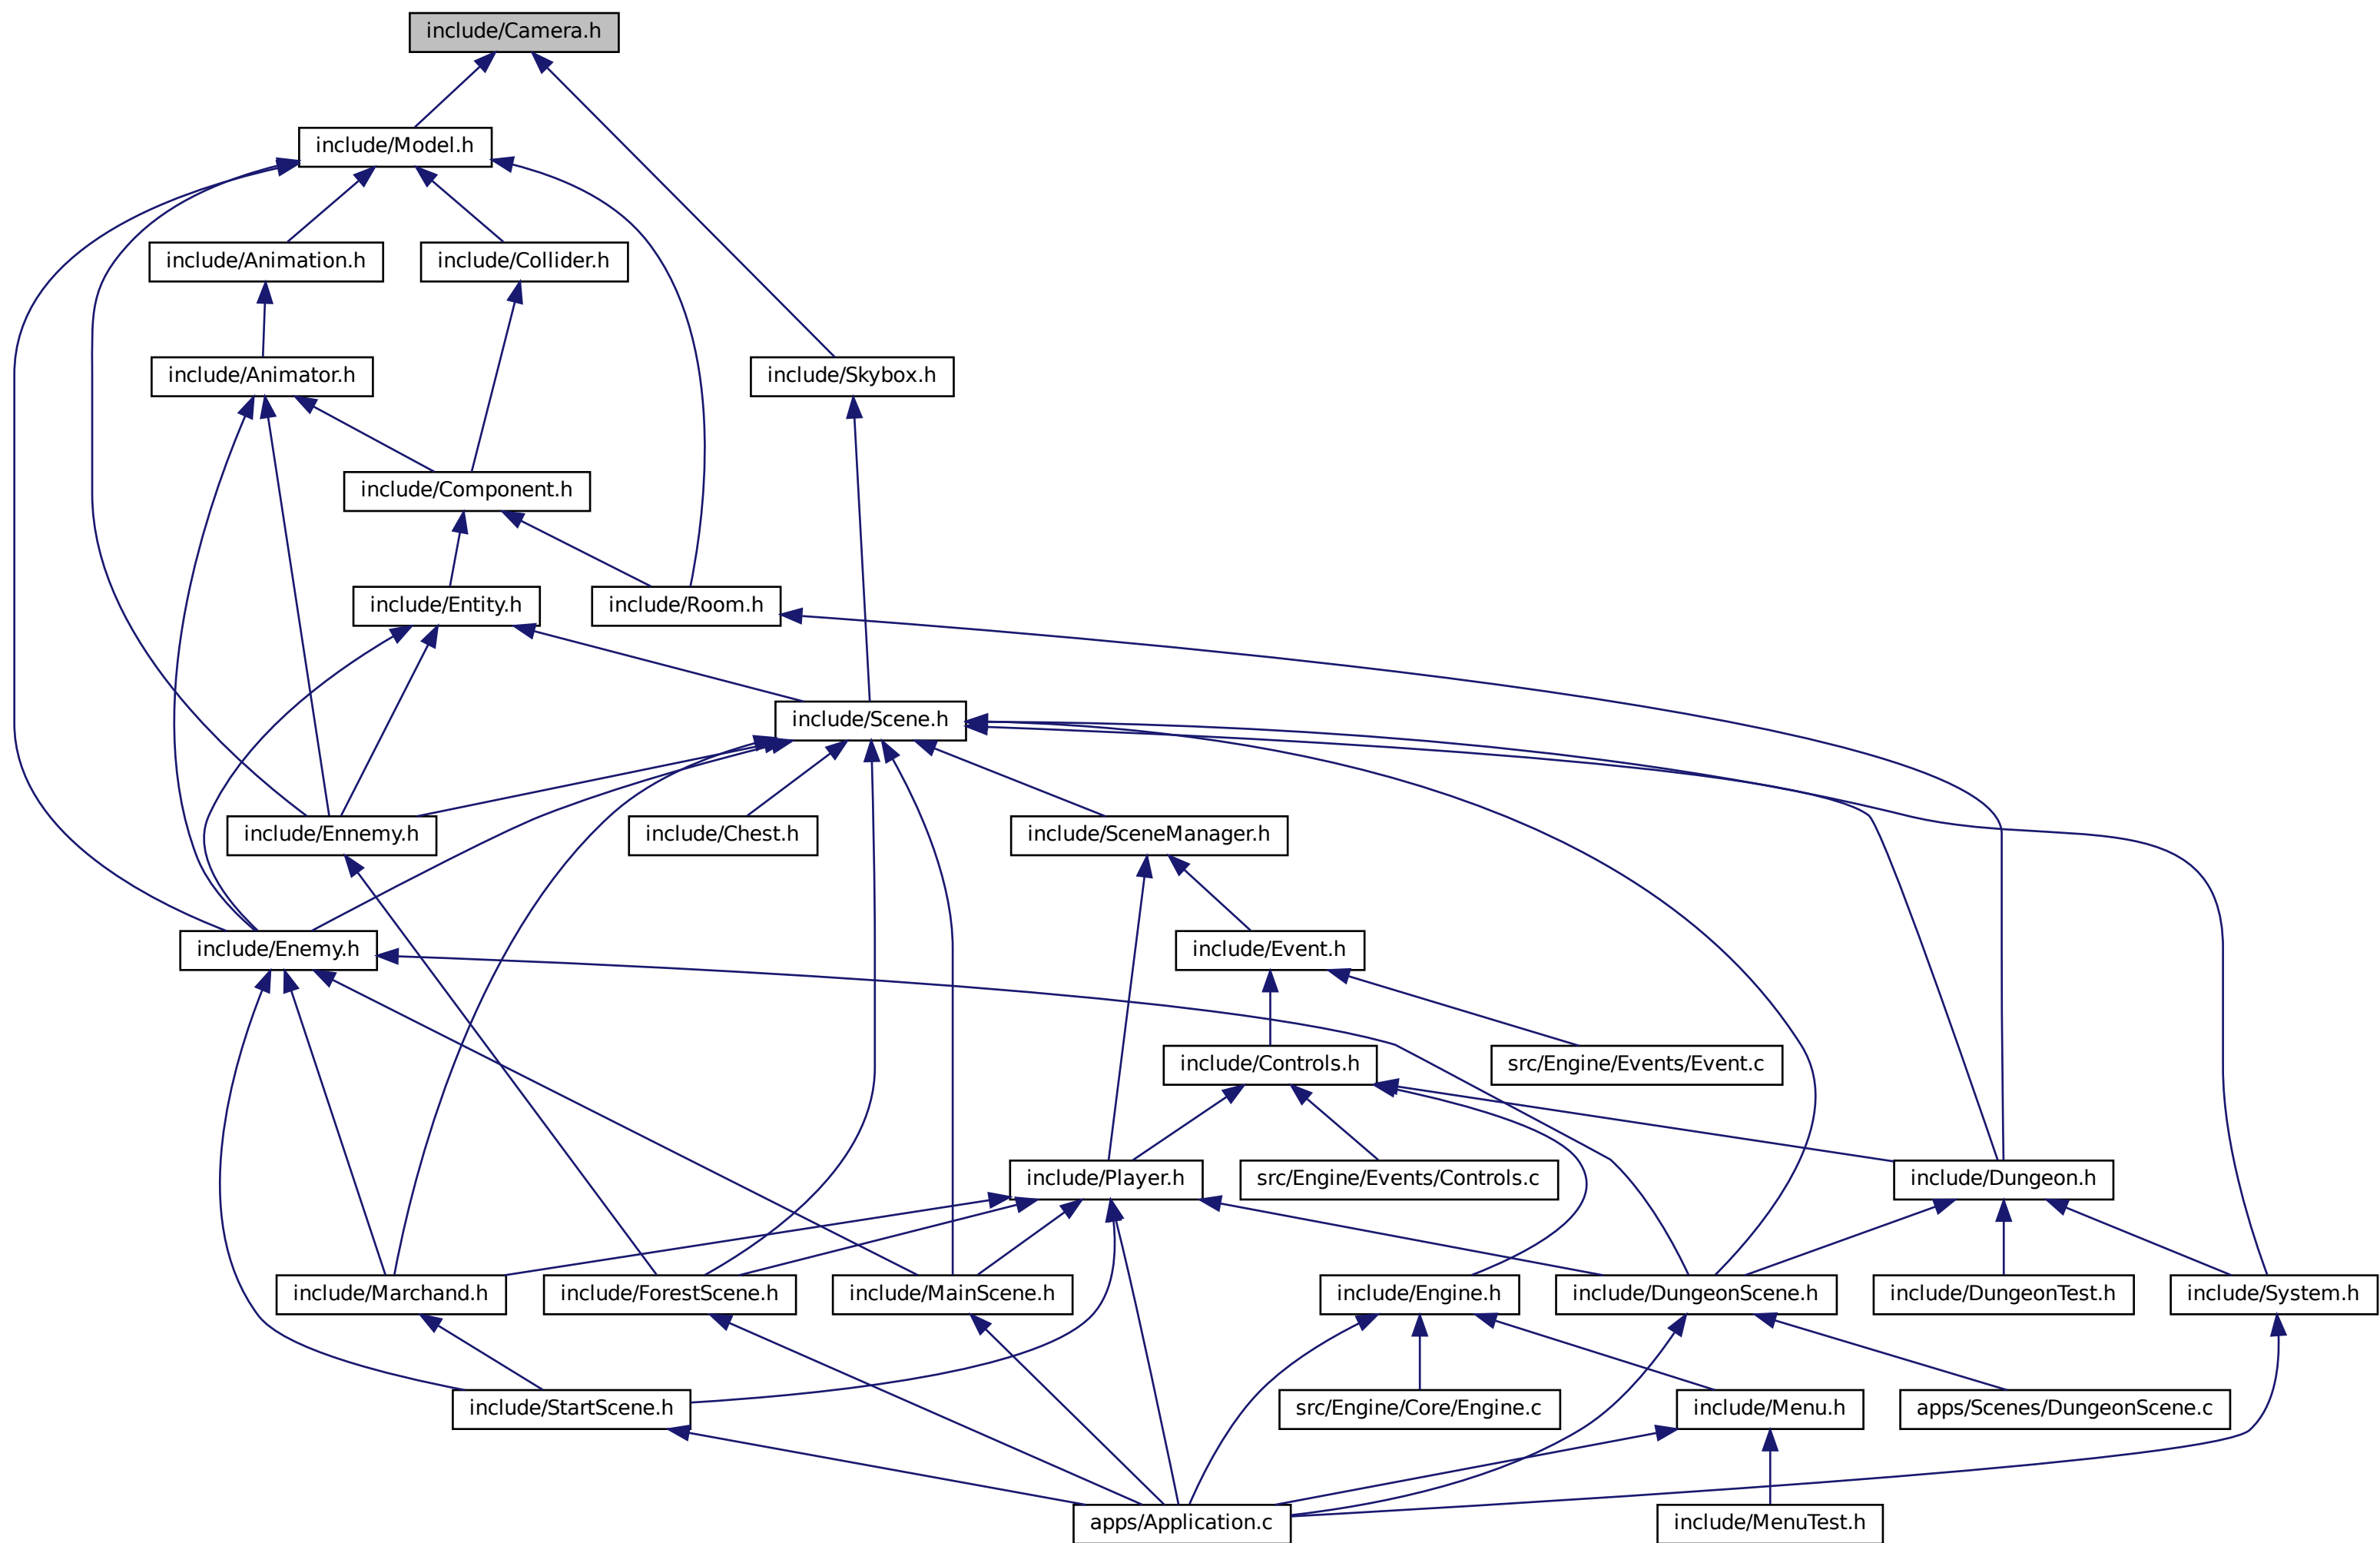 include/Camera.h
include/Model.h
include/Animation.h
include/Collider.h
include/Animator.h
include/Skybox.h
include/Component.h
include/Entity.h
include/Room.h
include/Scene.h
include/Ennemy.h
include/Chest.h
include/SceneManager.h
include/Enemy.h
include/Event.h
include/Controls.h
src/Engine/Events/Event.c
include/Player.h
src/Engine/Events/Controls.c
include/Dungeon.h
include/Marchand.h
include/ForestScene.h
include/MainScene.h
include/Engine.h
include/DungeonScene.h
include/DungeonTest.h
include/System.h
include/StartScene.h
src/Engine/Core/Engine.c
include/Menu.h
apps/Scenes/DungeonScene.c
apps/Application.c
include/MenuTest.h